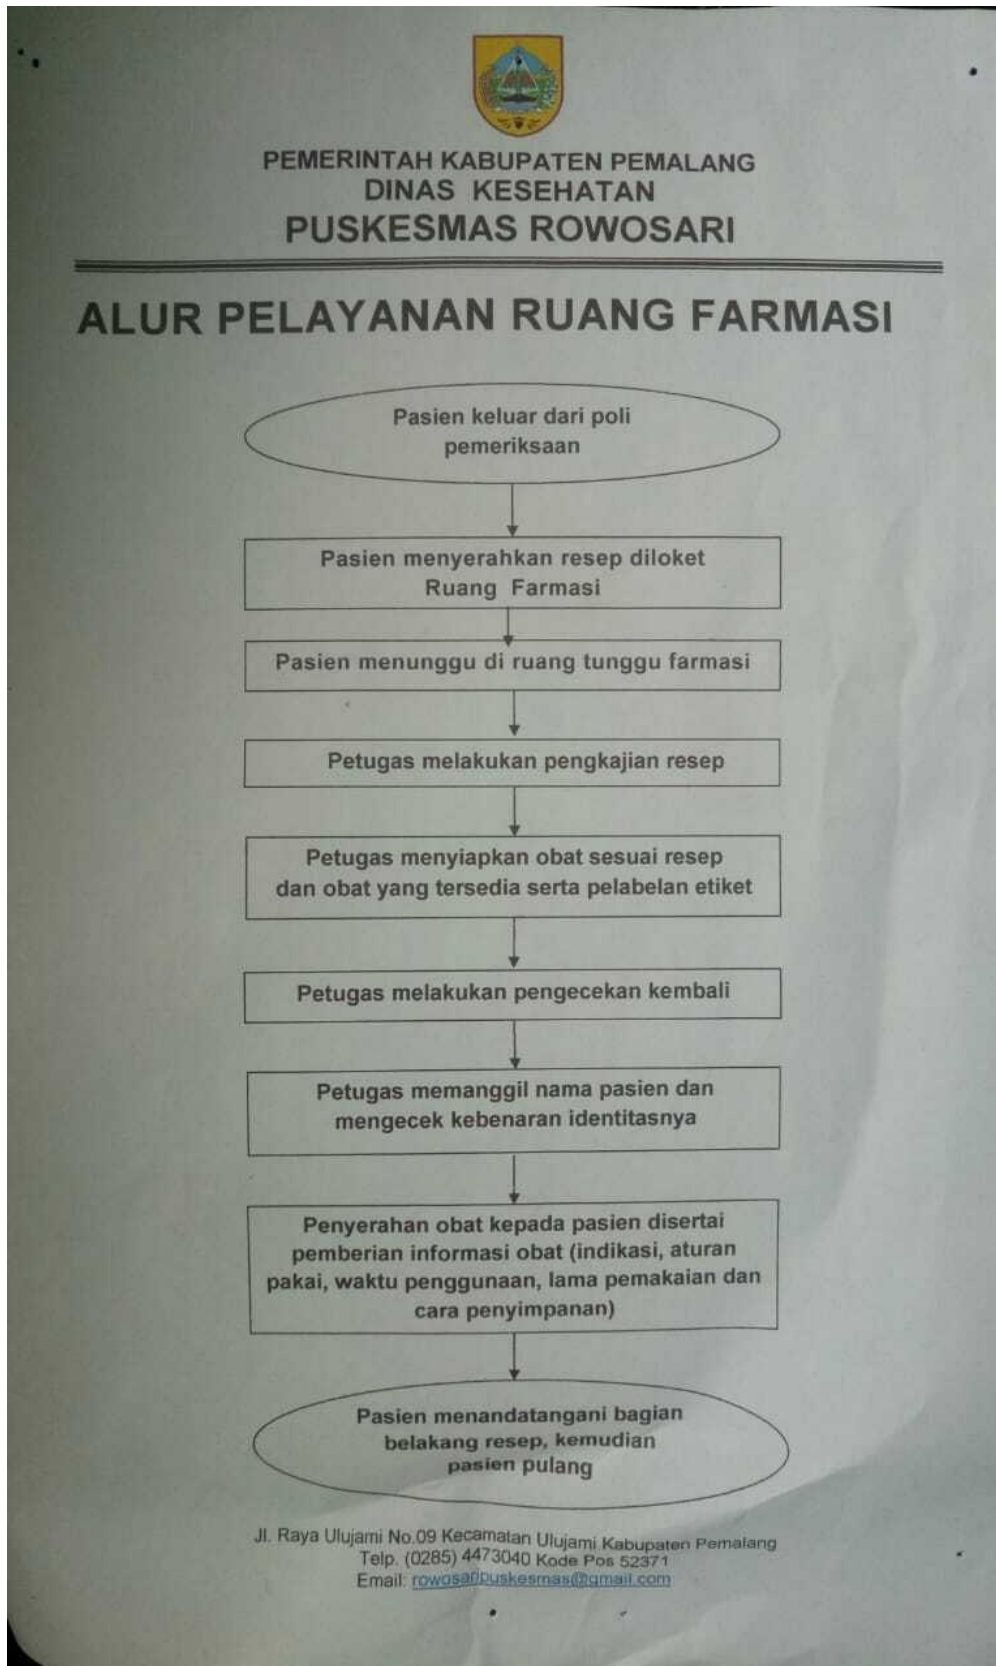 PEMERINTAH KABUPATEN PEMALANG
DINAS KESEHATAN
PUSKESMAS ROWOSARI
ALUR PELAYANAN RUANG FARMASI
Pasien keluar dari poli
pemeriksaan
Pasien menyerahkan resep diloket
Ruang Farmasi
Pasien menunggu di ruang tunggu farmasi
Petugas melakukan pengkajian resep
Petugas menyiapkan obat sesuai resep
dan obat yang tersedia serta pelabelan etiket
Petugas melakukan pengecekan kembali
Petugas memanggil nama pasien dan
mengecek kebenaran identitasnya
Penyerahan obat kepada pasien disertai
pemberian informasi obat (indikasi, aturan
pakai, waktu penggunaan, lama pemakaian dan
cara penyimpanan)
Pasien menandatangani bagian
belakang resep, kemudian
pasien pulang
Jl. Raya Ulujami No.09 Kecamatan Ulujami Kabupaten Pemalang
Telp. (0285) 4473040 Kode Pos 52371
Email: rowosaripuskesmas@gmail.com